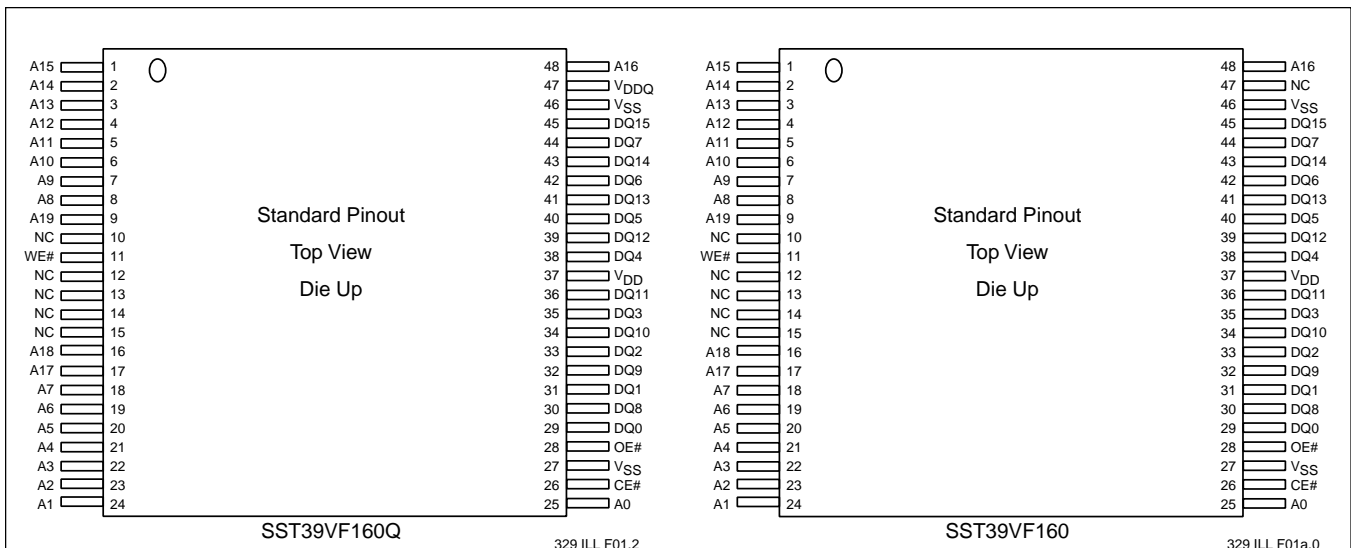 A15 1 48 A16
A14 2 47 VDDQ
A13 3 46 VSS
A12 4 45 DQ15
A11 5 44 DQ7
A10 6 43 DQ14
A9 7 42 DQ6
A8 8 41 DQ13
A19 9 40 DQ5
NC 10 39 DQ12
WE# 11 38 DQ4
NC 12 37 VDD
NC 13 36 DQ11
NC 14 35 DQ3
NC 15 34 DQ10
A18 16 33 DQ2
A17 17 32 DQ9
A7 18 31 DQ1
A6 19 30 DQ8
A5 20 29 DQ0
A4 21 28 OE#
A3 22 27 VSS
A2 23 26 CE#
A1 24 25 A0
Standard Pinout
Top View
Die Up
SST39VF160Q
329 ILL F01.2
A15 1 48 A16
A14 2 47 NC
A13 3 46 VSS
A12 4 45 DQ15
A11 5 44 DQ7
A10 6 43 DQ14
A9 7 42 DQ6
A8 8 41 DQ13
A19 9 40 DQ5
NC 10 39 DQ12
WE# 11 38 DQ4
NC 12 37 VDD
NC 13 36 DQ11
NC 14 35 DQ3
NC 15 34 DQ10
A18 16 33 DQ2
A17 17 32 DQ9
A7 18 31 DQ1
A6 19 30 DQ8
A5 20 29 DQ0
A4 21 28 OE#
A3 22 27 VSS
A2 23 26 CE#
A1 24 25 A0
Standard Pinout
Top View
Die Up
SST39VF160
329 ILL F01a.0